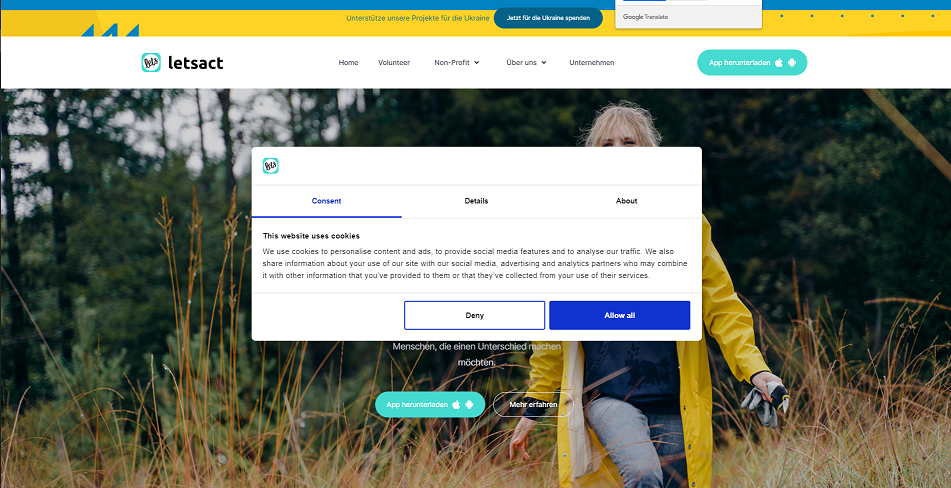 Unterstütze unsere Projekte für die Ukraine
Jetzt für die Ukraine spenden
Google Translate
lets letsact
Home Volunteer Non-Profit Über uns Unternehmen
App herunterladen
lets
Consent Details About
This website uses cookies
We use cookies to personalise content and ads, to provide social media features and to analyse our traffic. We also
share information about your use of our site with our social media, advertising and analytics partners who may combine
it with other information that you've provided to them or that they've collected from your use of their services.
Deny Allow all
Menschen, die einen Unterschied machen
möchten.
App herunterladen Mehr erfahren